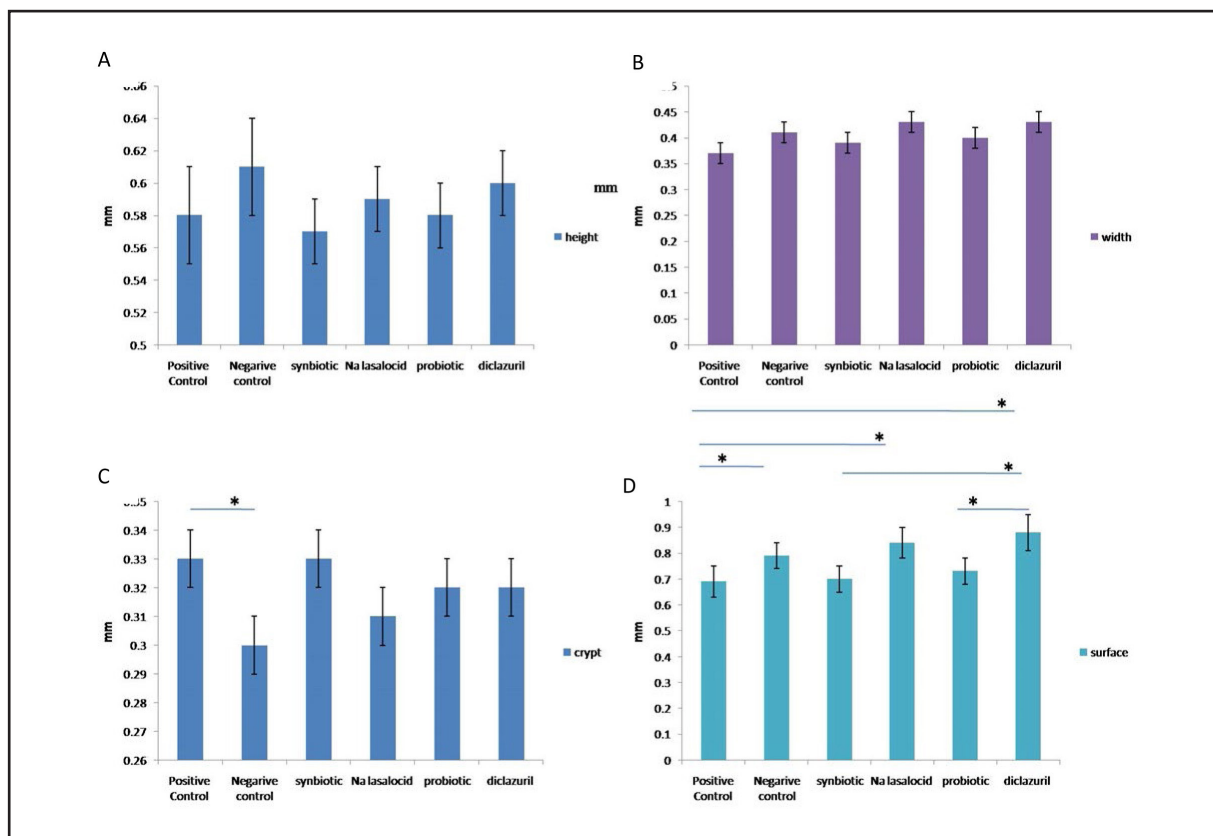 A
0.66
0.64
0.62
0.6
0.58
0.56
0.54
0.52
0.5
mm
height
Positive Control
Negarive control
synbiotic
Na lasalocid
probiotic
diclazuril
B
0.45
0.4
0.35
0.3
0.25
0.2
0.15
0.1
0.05
0
mm
mm
width
Positive Control
Negarive control
synbiotic
Na lasalocid
probiotic
diclazuril
*
*
*
*
C
0.35
0.34
0.33
0.32
0.31
0.3
0.29
0.28
0.27
0.26
mm
*
crypt
Positive Control
Negarive control
synbiotic
Na lasalocid
probiotic
diclazuril
D
1
0.9
0.8
0.7
0.6
0.5
0.4
0.3
0.2
0.1
0
mm
*
surface
Positive Control
Negarive control
synbiotic
Na lasalocid
probiotic
diclazuril